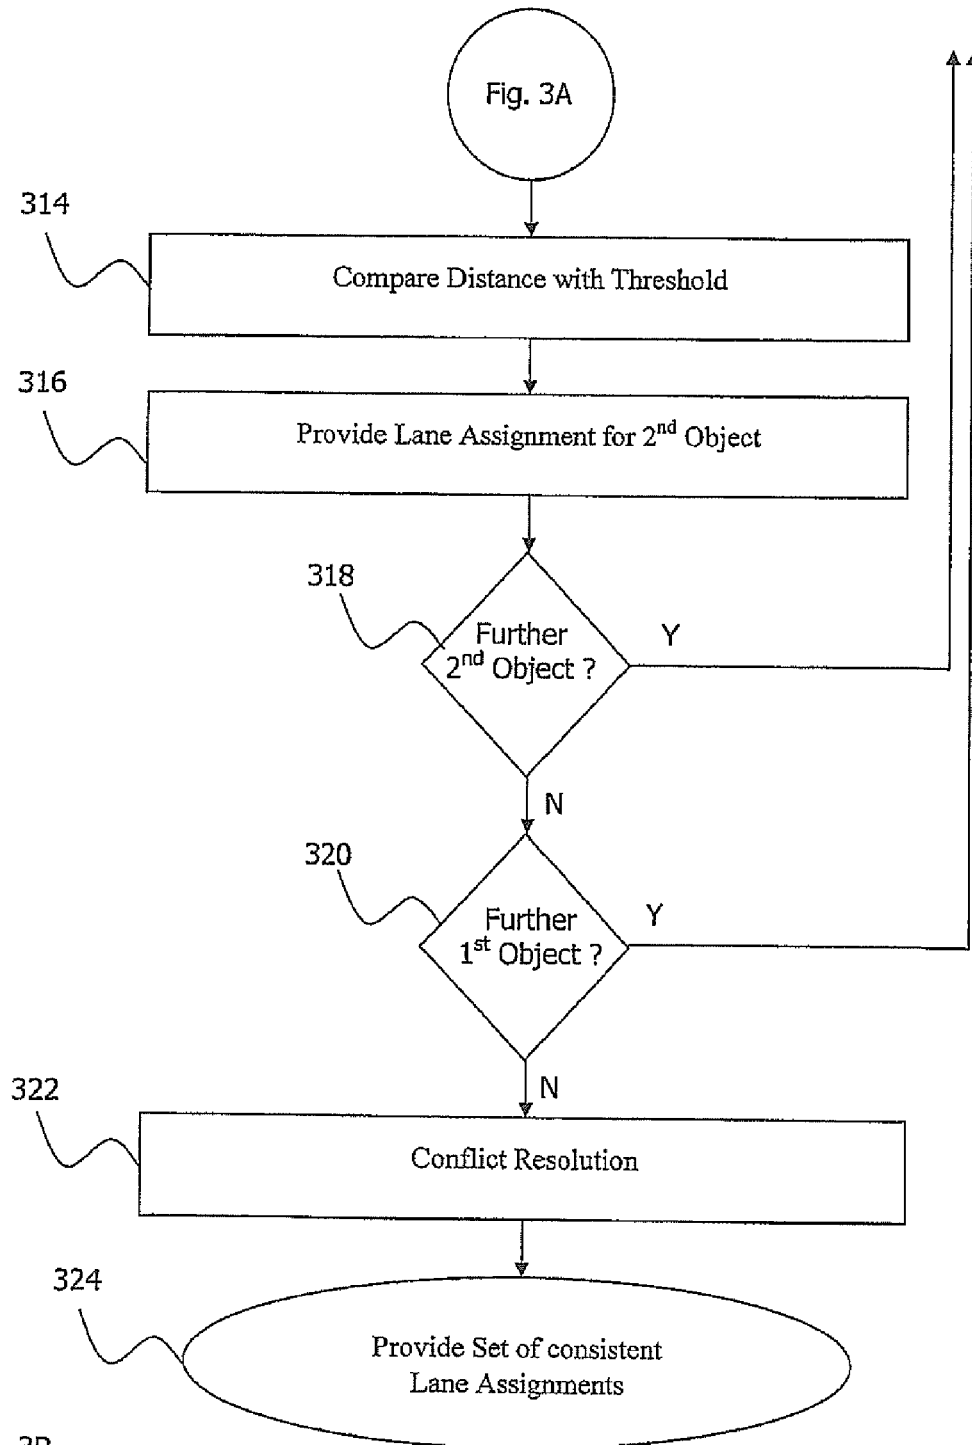 Fig. 3A
314
Compare Distance with Threshold
316
Provide Lane Assignment for 2nd Object
318
Further
2nd Object ?
Y
N
320
Further
1st Object ?
Y
N
322
Conflict Resolution
324
Provide Set of consistent
Lane Assignments